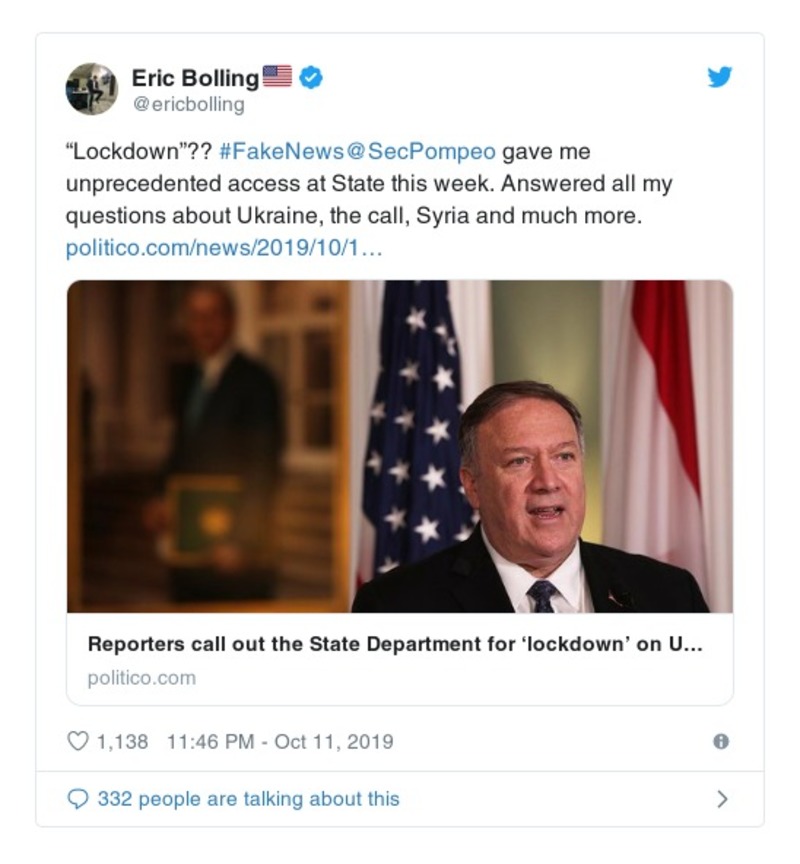 Eric Bolling🇺🇸
@ericbolling
“Lockdown”?? #FakeNews@SecPompeo gave me
unprecedented access at State this week. Answered all my
questions about Ukraine, the call, Syria and much more.
politico.com/news/2019/10/1…
Reporters call out the State Department for ‘lockdown’ on U…
politico.com
1,138 11:46 PM - Oct 11, 2019
332 people are talking about this